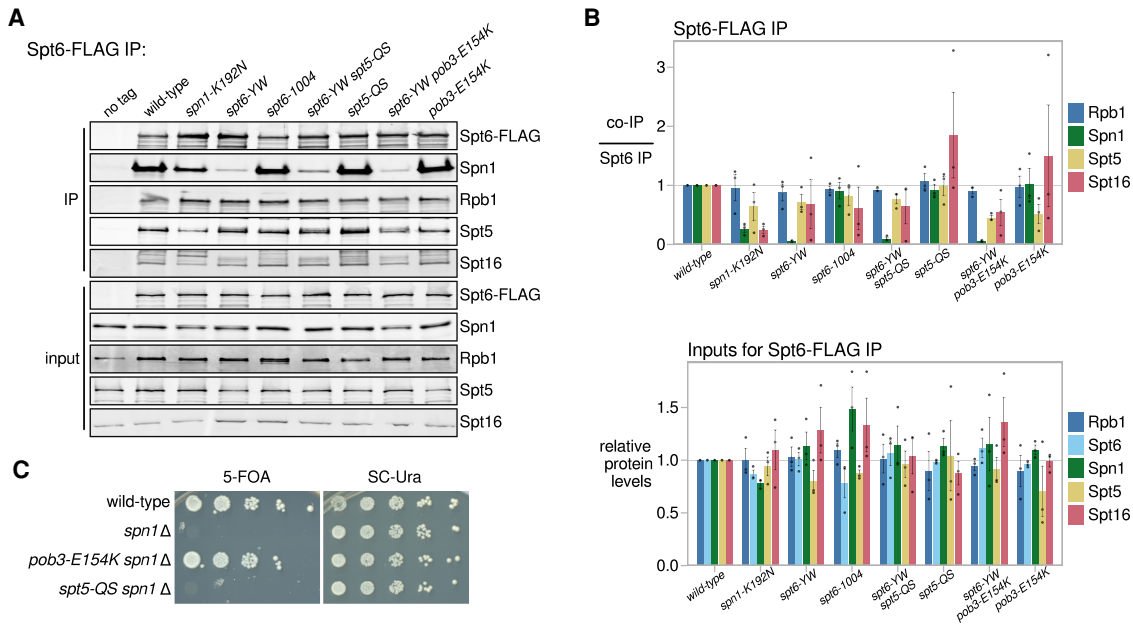 A
Spt6-FLAG IP:
no tag
wild-type
spn1-K192N
spt6-YW
spt6-1004
spt6-YW spt5-QS
spt5-QS
spt6-YW pob3-E154K
pob3-E154K
IP
Spt6-FLAG
Spn1
Rpb1
Spt5
Spt16
input
Spt6-FLAG
Spn1
Rpb1
Spt5
Spt16
B
Spt6-FLAG IP
co-IP
Spt6 IP
3
2
1
0
wild-type
spn1-K192N
spt6-YW
spt6-1004
spt6-YW
spt5-QS
spt5-QS
spt6-YW
pob3-E154K
pob3-E154K
Rpb1
Spn1
Spt5
Spt16
Inputs for Spt6-FLAG IP
relative
protein
levels
1.5
1.0
0.5
0.0
wild-type
spn1-K192N
spt6-YW
spt6-1004
spt6-YW
spt5-QS
spt5-QS
spt6-YW
pob3-E154K
pob3-E154K
Rpb1
Spt6
Spn1
Spt5
Spt16
C
5-FOA
SC-Ura
wild-type
spn1Δ
pob3-E154K spn1Δ
spt5-QS spn1 Δ